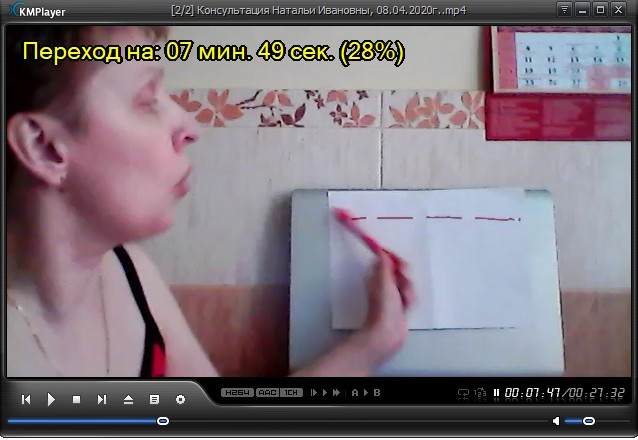 KMPlayer
[2/2] Консультация Натальи Ивановны, 08.04.2020г..mp4
Переход на: 07 мин. 49 сек. (28%)
H264 AAC 1CH
A B
00:07:47/00:27:32